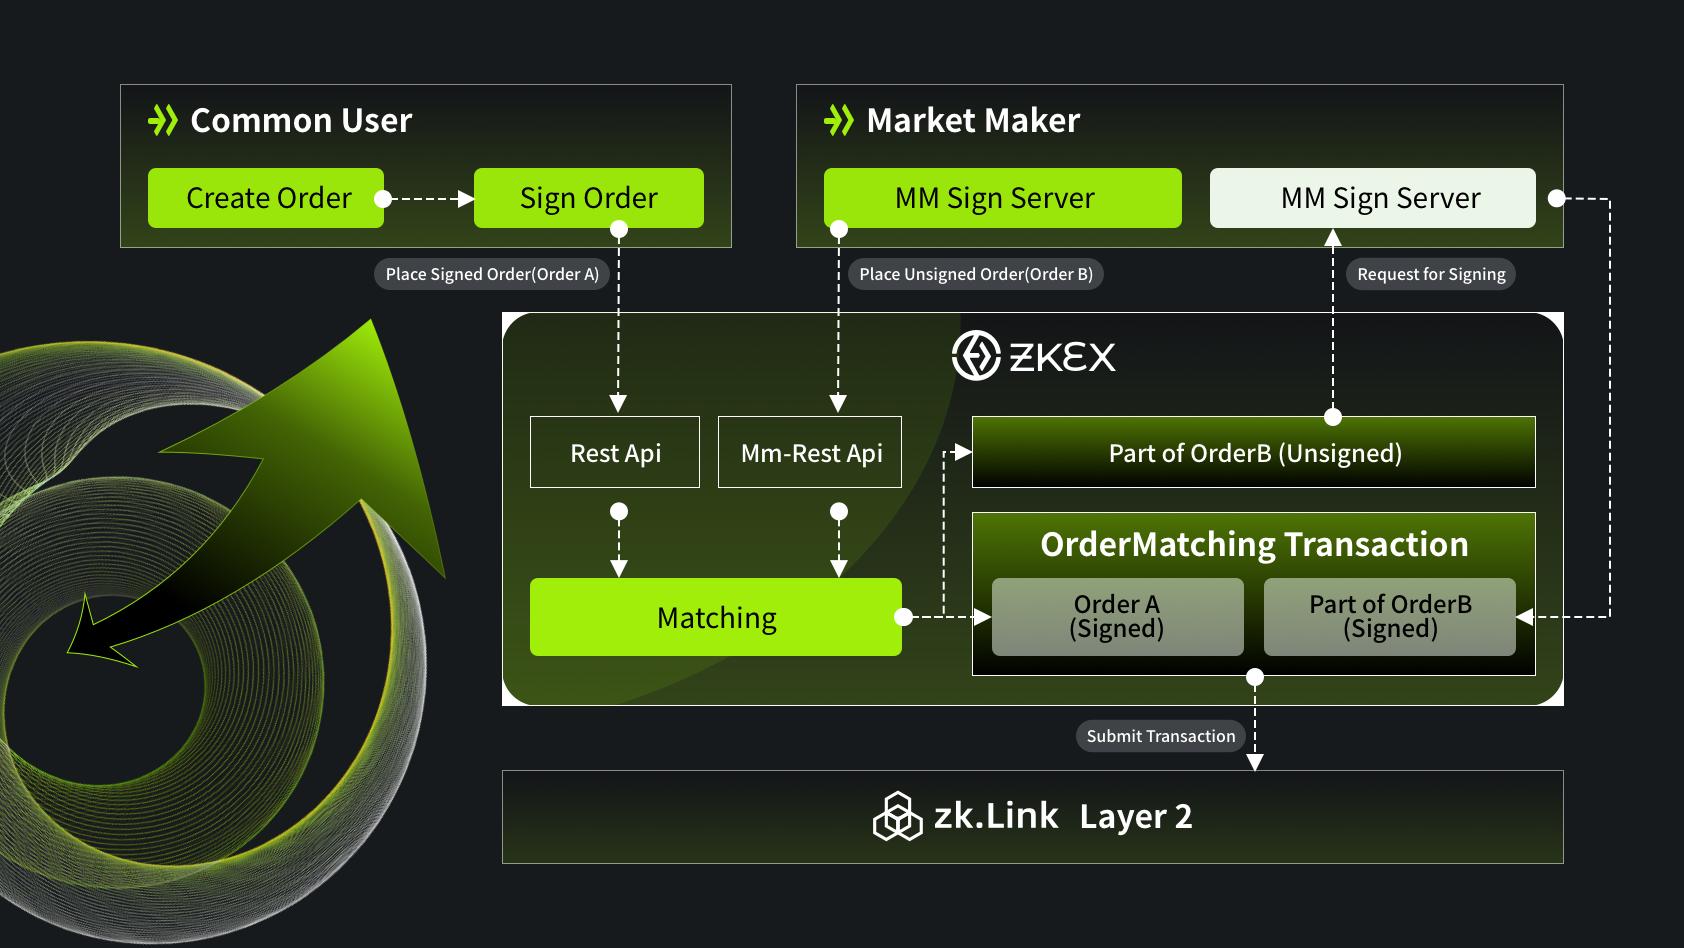 Common User
Market Maker
Create Order
Sign Order
MM Sign Server
MM Sign Server
Place Signed Order(Order A)
Place Unsigned Order(Order B)
Request for Signing
ZKEX
Rest Api
Mm-Rest Api
Part of OrderB (Unsigned)
OrderMatching Transaction
Matching
Order A
(Signed)
Part of OrderB
(Signed)
Submit Transaction
zk.Link Layer 2